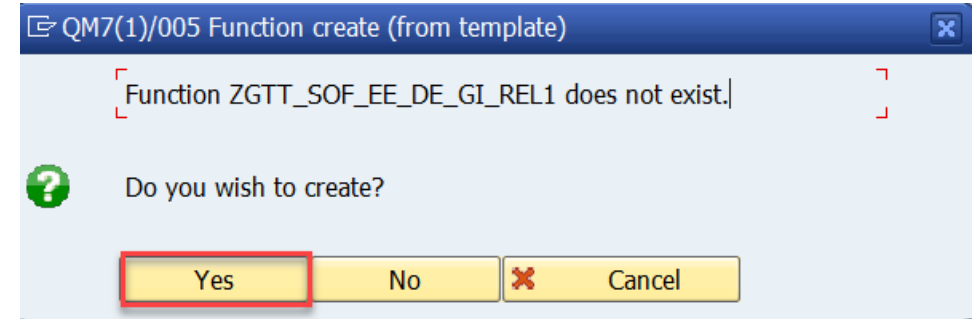 QM7(1)/005 Function create (from template)
Function ZGTT_SOF_EE_DE_GI_REL1 does not exist.
Do you wish to create?
Yes No Cancel